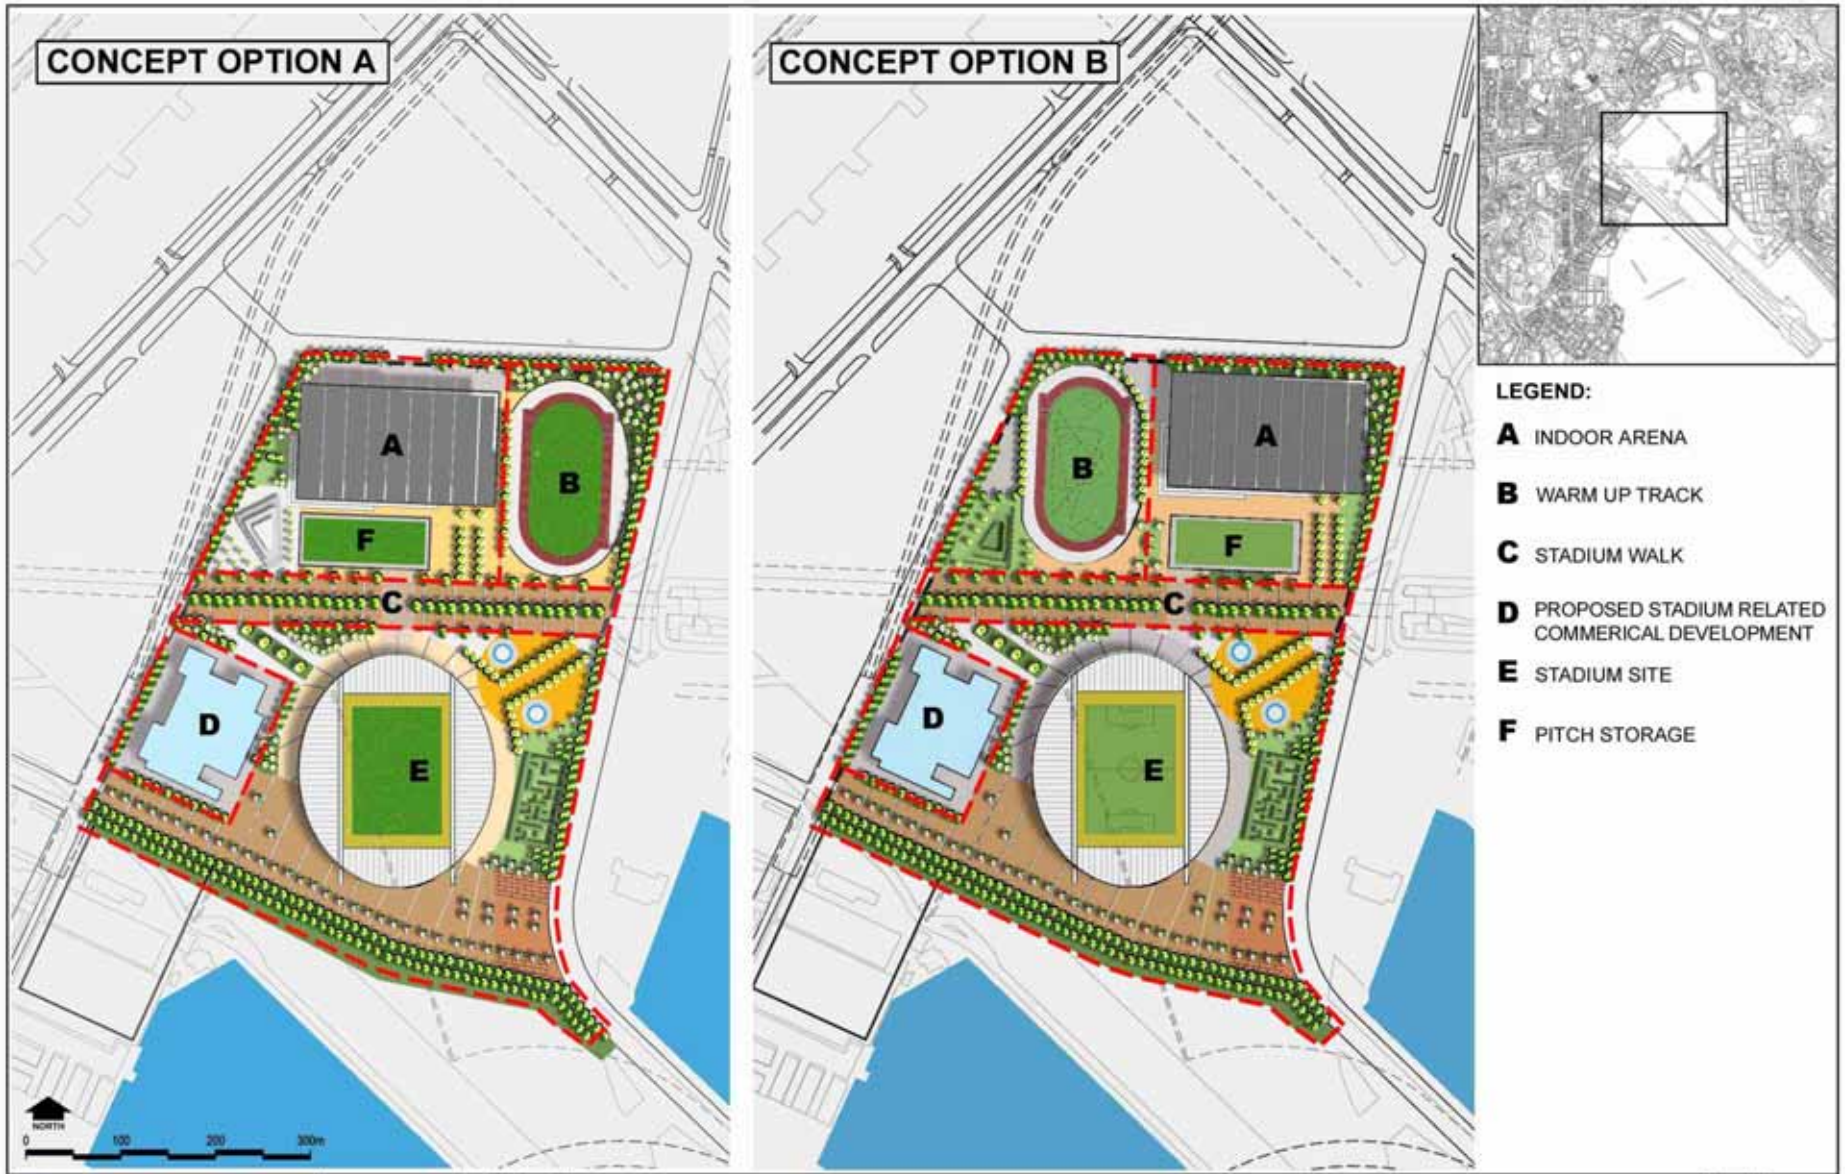 CONCEPT OPTION A
A
B
F
C
D
E
NORTH
0 100 200 300m
CONCEPT OPTION B
B
A
F
C
D
E
LEGEND:
A INDOOR ARENA
B WARM UP TRACK
C STADIUM WALK
D PROPOSED STADIUM RELATED
COMMERICAL DEVELOPMENT
E STADIUM SITE
F PITCH STORAGE